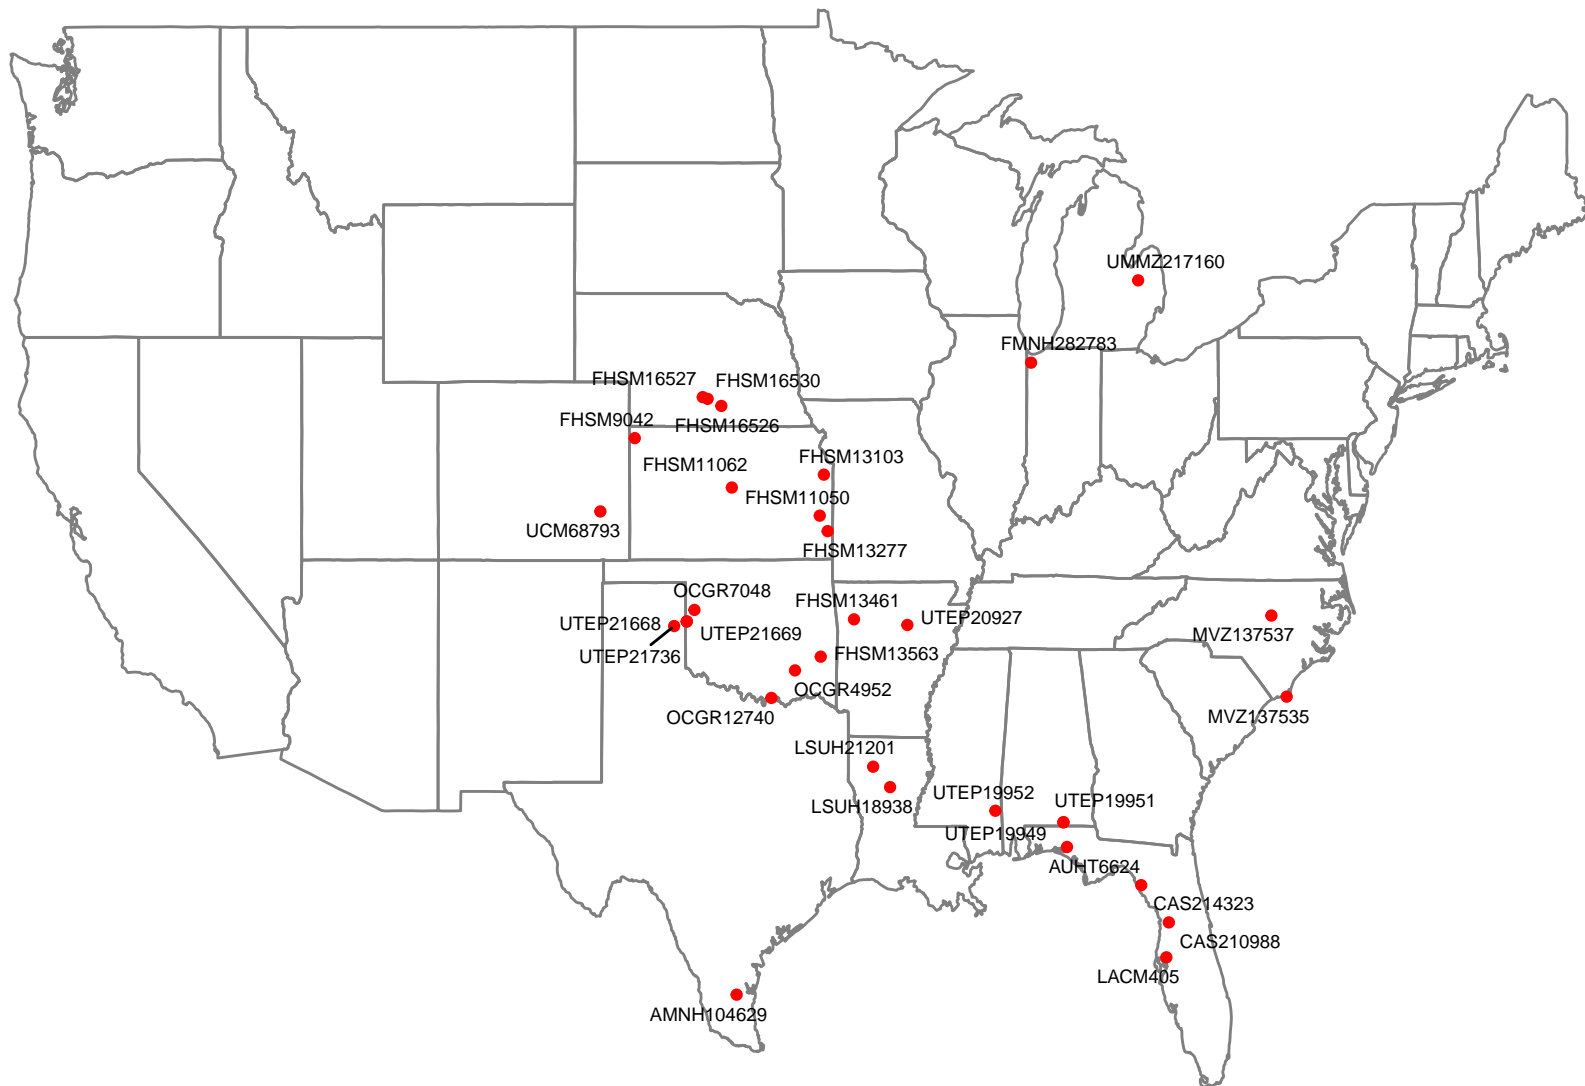 UMMZ217160
FMNH282783
FHSM16527
FHSM16530
FHSM9042
FHSM16526
FHSM11062
FHSM13103
FHSM11050
UCM68793
FHSM13277
OCGR7048
FHSM13461
UTEP20927
UTEP21668
UTEP21669
MVZ137537
UTEP21736
FHSM13563
OCGR4952
OCGR12740
MVZ137535
LSUH21201
UTEP19952
UTEP19951
LSUH18938
UTEP19949
AUHT6624
CAS214323
CAS210988
LACM405
AMNH104629